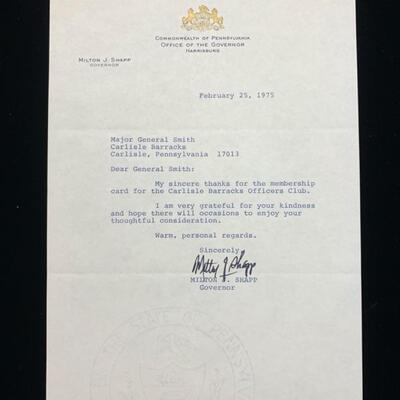 COMMONWEALTH OF PENNSYLVANIA
OFFICE OF THE GOVERNOR
HARRISBURG
MILTON J. SHAPP
GOVERNOR
February 25, 1975
Major General Smith
Carlisle Barracks
Carlisle, Pennsylvania 17013
Dear General Smith:
My sincere thanks for the membership
card for the Carlisle Barracks Officers Club.
I am very grateful for your kindness
and hope there will occasions to enjoy your
thoughtful consideration.
Warm, personal regards.
Sincerely
Milton J. Shapp
MILTON J. SHAPP
Governor